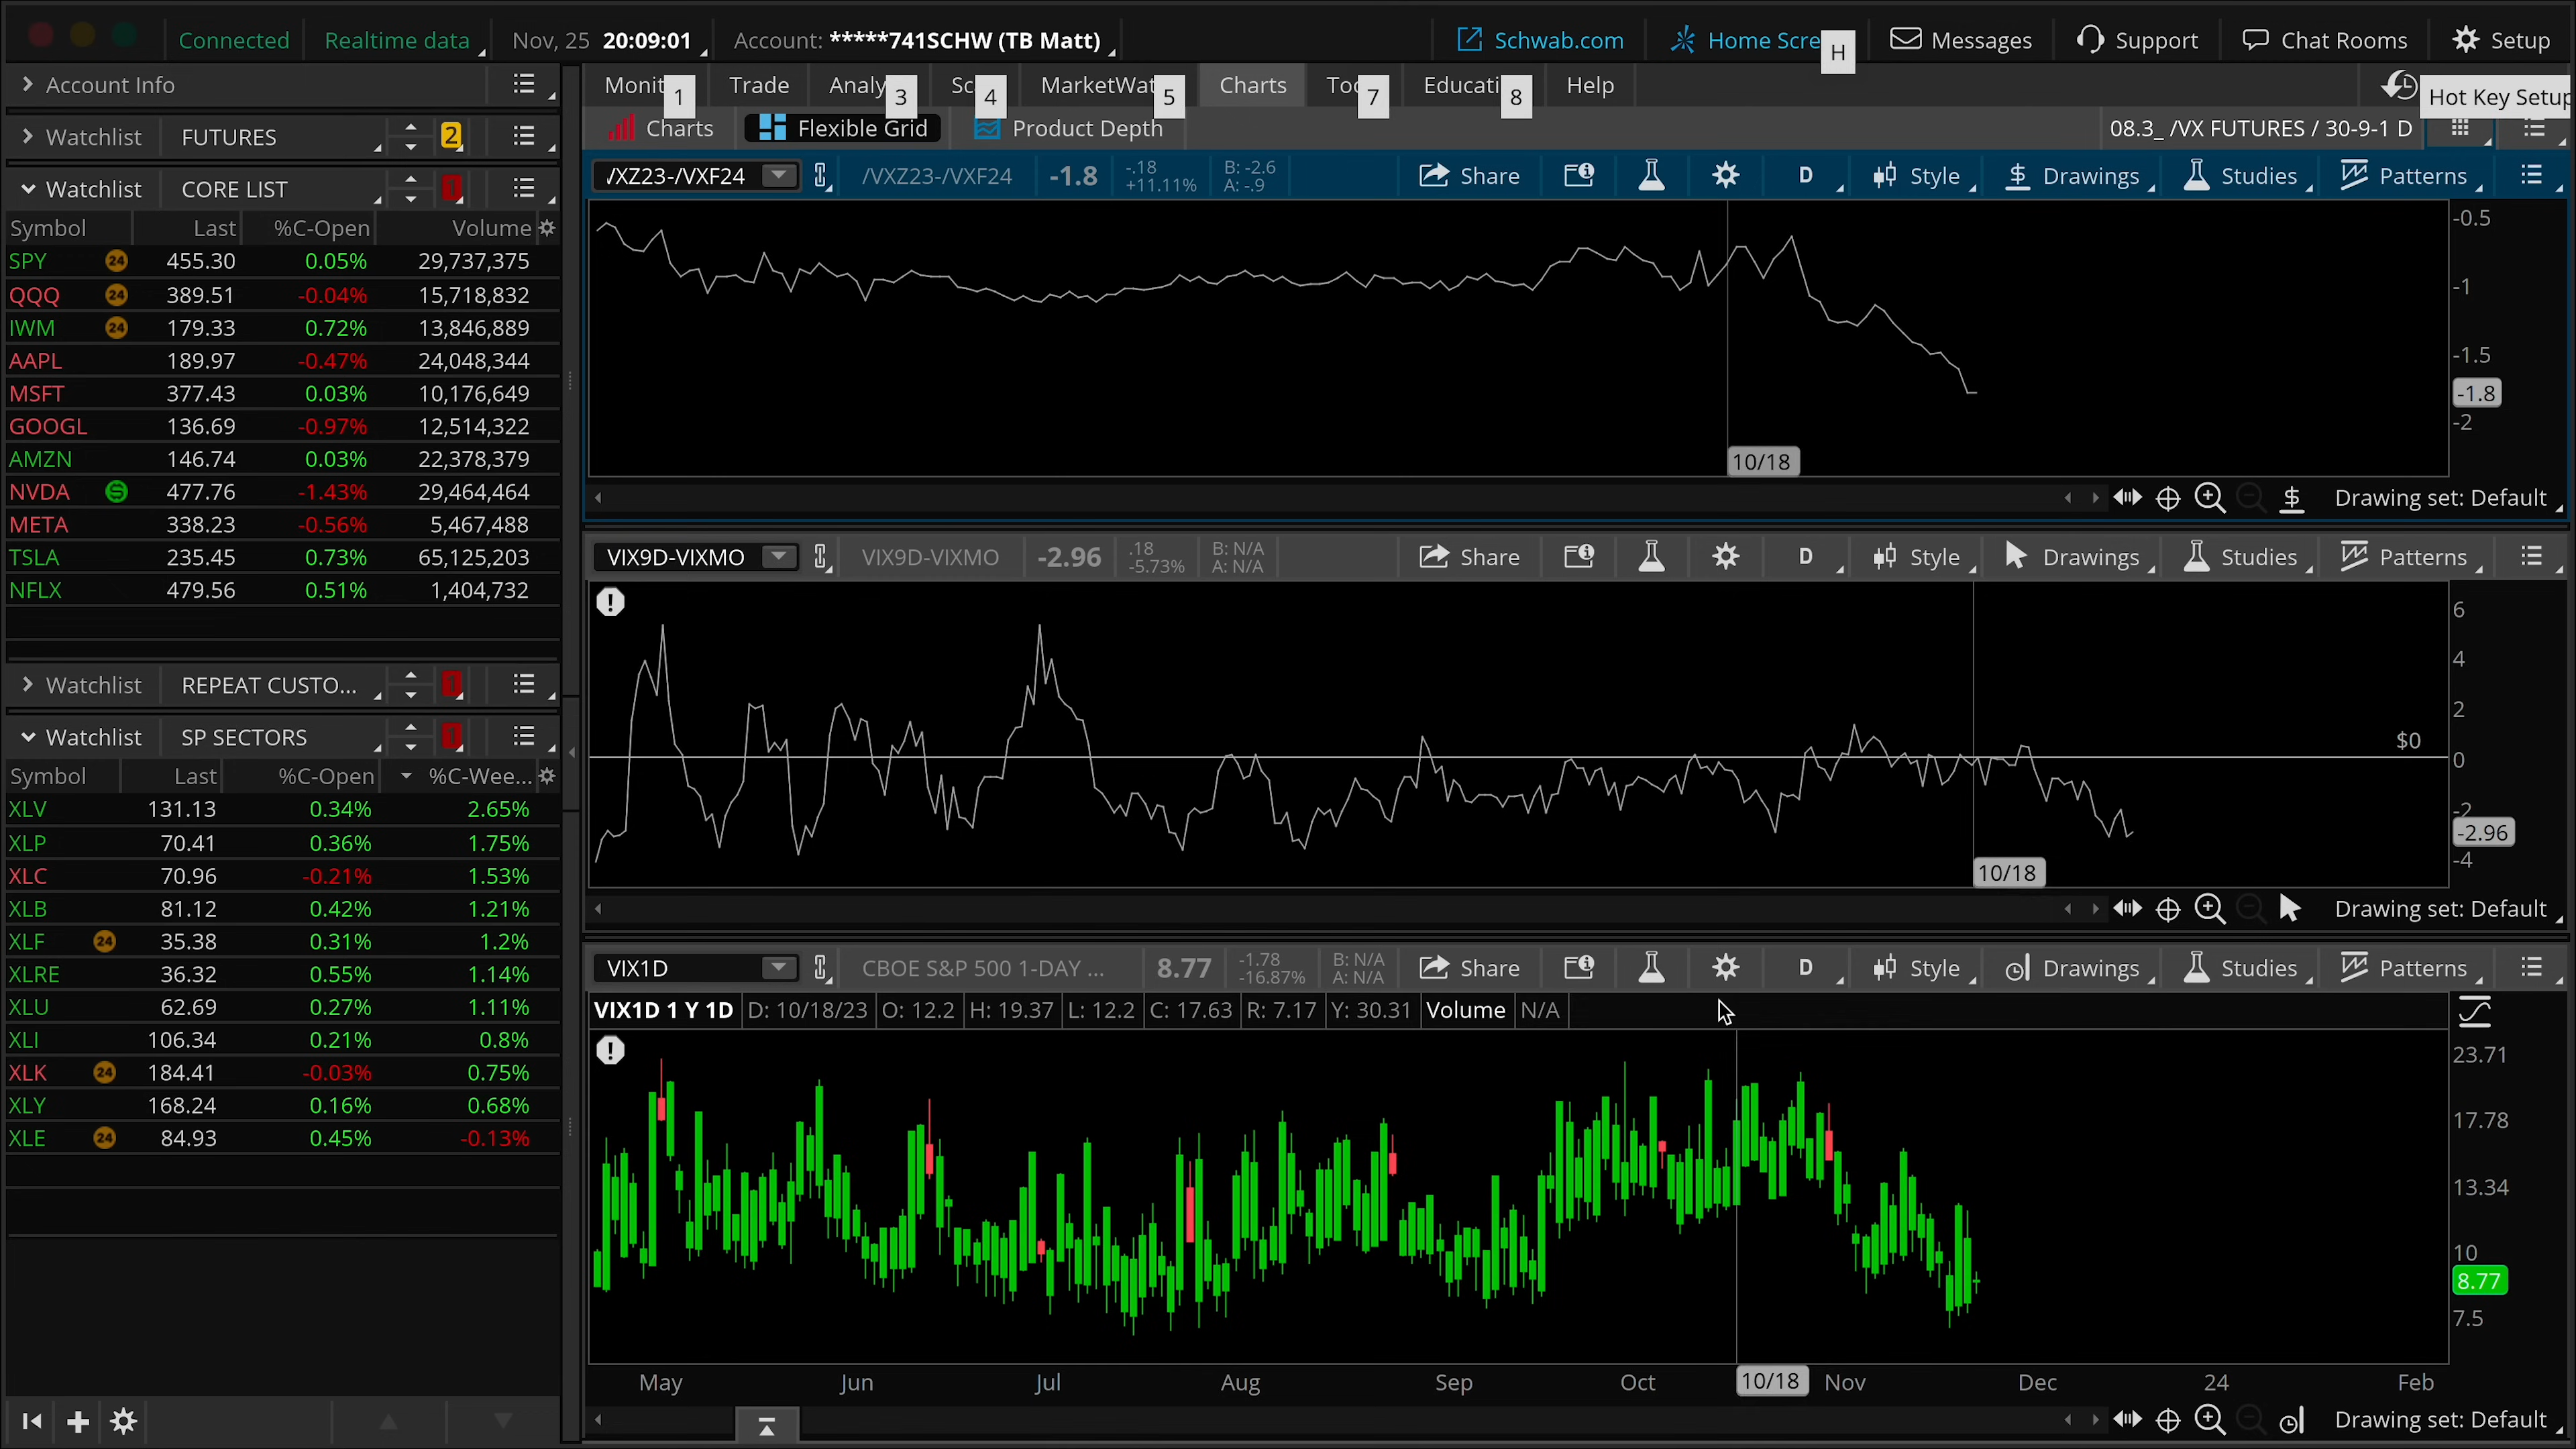 Connected Realtime data Nov, 25 20:09:01 Account: *****741SCHW (TB Matt) Schwab.com Home Scre H Messages Support Chat Rooms Setup
Account Info
Monit 1 Trade Analy 3 Sc 4 MarketWat 5 Charts Too 7 Educati 8 Help Hot Key Setup
Charts Flexible Grid Product Depth 08.3_ /VX FUTURES / 30-9-1 D
Watchlist FUTURES 2
Watchlist CORE LIST 1
Symbol Last %C-Open Volume
SPY 24 455.30 0.05% 29,737,375
QQQ 24 389.51 -0.04% 15,718,832
IWM 24 179.33 0.72% 13,846,889
AAPL 189.97 -0.47% 24,048,344
MSFT 377.43 0.03% 10,176,649
GOOGL 136.69 -0.97% 12,514,322
AMZN 146.74 0.03% 22,378,379
NVDA 477.76 -1.43% 29,464,464
META 338.23 -0.56% 5,467,488
TSLA 235.45 0.73% 65,125,203
NFLX 479.56 0.51% 1,404,732
Watchlist REPEAT CUSTO... 1
Watchlist SP SECTORS 1
Symbol Last %C-Open %C-Wee...
XLV 131.13 0.34% 2.65%
XLP 70.41 0.36% 1.75%
XLC 70.96 -0.21% 1.53%
XLB 81.12 0.42% 1.21%
XLF 24 35.38 0.31% 1.2%
XLRE 36.32 0.55% 1.14%
XLU 62.69 0.27% 1.11%
XLI 106.34 0.21% 0.8%
XLK 24 184.41 -0.03% 0.75%
XLY 168.24 0.16% 0.68%
XLE 24 84.93 0.45% -0.13%
/XZ23-/VXF24 /VXZ23-/VXF24 -1.8 -.18 +11.11% B: -2.6 A: -.9 Share D Style Drawings Studies Patterns
-0.5
-1
-1.5
-1.8
-2
10/18
Drawing set: Default
VIX9D-VIXMO VIX9D-VIXMO -2.96 .18 -5.73% B: N/A A: N/A Share D Style Drawings Studies Patterns
6
4
2
$0
0
-2
-2.96
-4
10/18
Drawing set: Default
VIX1D CBOE S&P 500 1-DAY ... 8.77 -1.78 -16.87% B: N/A A: N/A Share D Style Drawings Studies Patterns
VIX1D 1 Y 1D D: 10/18/23 O: 12.2 H: 19.37 L: 12.2 C: 17.63 R: 7.17 Y: 30.31 Volume N/A
23.71
17.78
13.34
10
8.77
7.5
May Jun Jul Aug Sep Oct 10/18 Nov Dec 24 Feb
Drawing set: Default